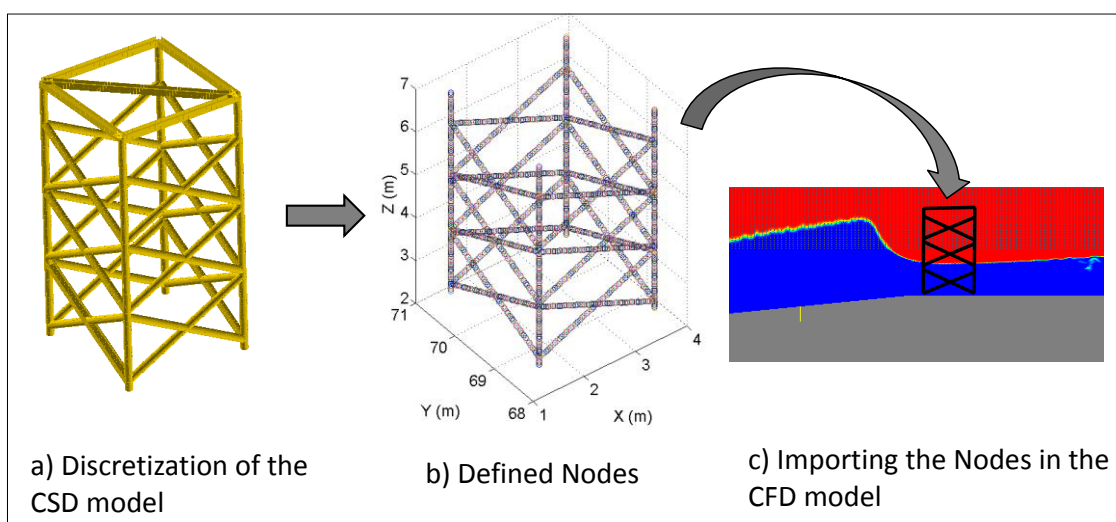 7
6
5
4
3
2
Z (m)
71
70
69
68
Y (m)
1
2
3
4
X (m)
a) Discretization of the
CSD model
b) Defined Nodes
c) Importing the Nodes in the
CFD model